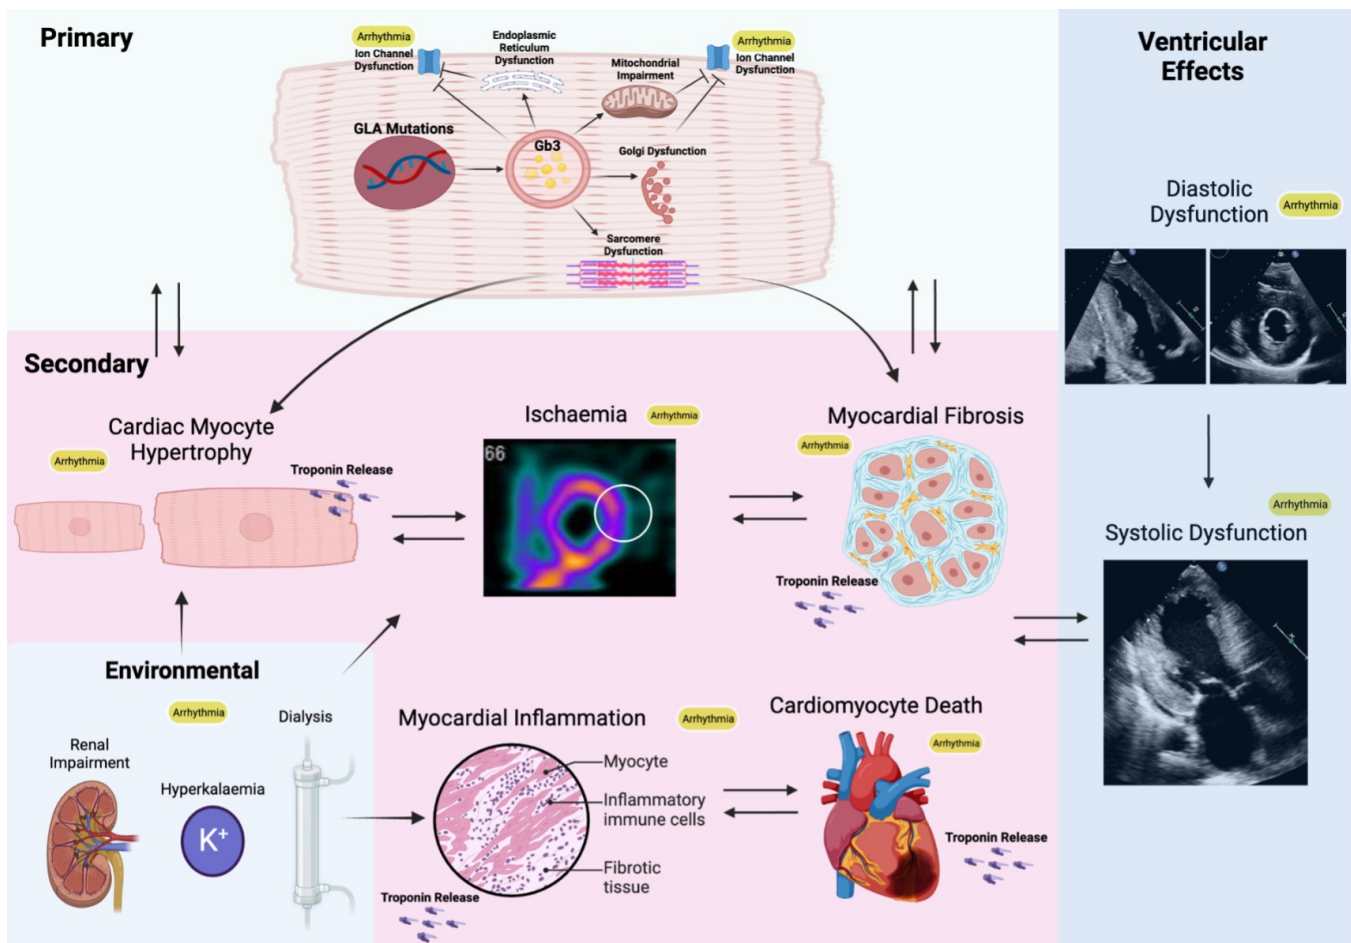 Primary
Arrhythmia
Ion Channel
Dysfunction
Endoplasmic
Reticulum
Dysfunction
Mitochondrial
Impairment
Arrhythmia
Ion Channel
Dysfunction
GLA Mutations
Gb3
Golgi Dysfunction
Sarcomere
Dysfunction
Secondary
Cardiac Myocyte
Hypertrophy
Arrhythmia
Troponin Release
Ischaemia
Arrhythmia
66
Myocardial Fibrosis
Arrhythmia
Troponin Release
Environmental
Arrhythmia
Renal
Impairment
Hyperkalaemia
K+
Dialysis
Myocardial Inflammation
Arrhythmia
Myocyte
Inflammatory
immune cells
Fibrotic
tissue
Troponin Release
Cardiomyocyte Death
Arrhythmia
Troponin Release
Ventricular
Effects
Diastolic
Dysfunction
Arrhythmia
Arrhythmia
Systolic Dysfunction